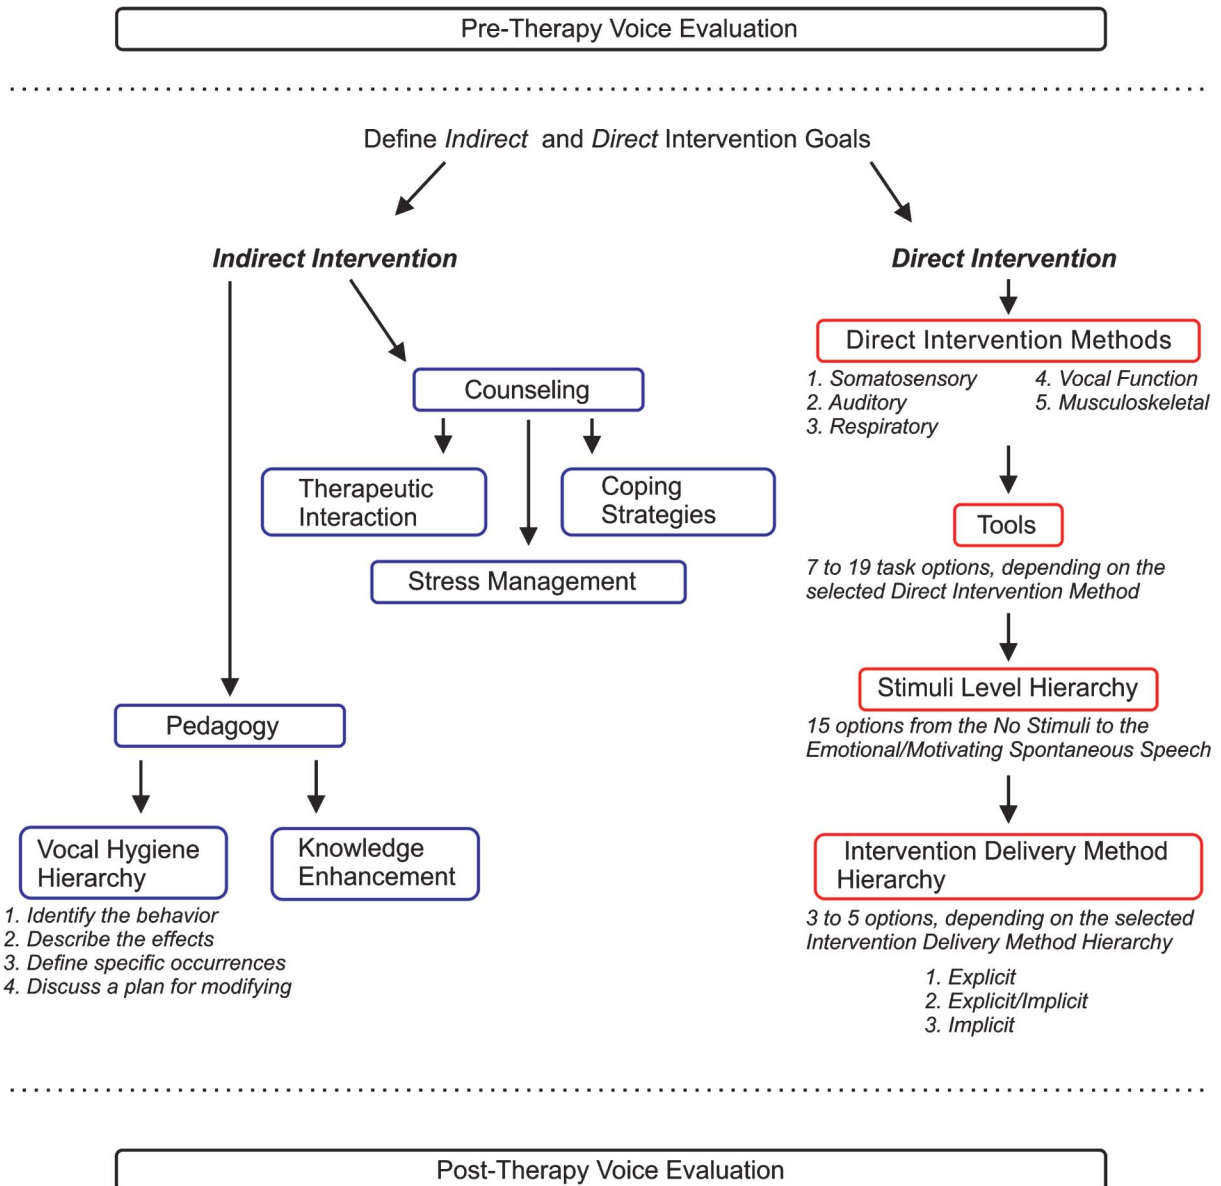 Pre-Therapy Voice Evaluation
Define Indirect and Direct Intervention Goals
Indirect Intervention
Counseling
Therapeutic
Interaction
Coping
Strategies
Stress Management
Pedagogy
Vocal Hygiene
Hierarchy
1. Identify the behavior
2. Describe the effects
3. Define specific occurrences
4. Discuss a plan for modifying
Knowledge
Enhancement
Direct Intervention
Direct Intervention Methods
1. Somatosensory
2. Auditory
3. Respiratory
4. Vocal Function
5. Musculoskeletal
Tools
7 to 19 task options, depending on the
selected Direct Intervention Method
Stimuli Level Hierarchy
15 options from the No Stimuli to the
Emotional/Motivating Spontaneous Speech
Intervention Delivery Method
Hierarchy
3 to 5 options, depending on the selected
Intervention Delivery Method Hierarchy
1. Explicit
2. Explicit/Implicit
3. Implicit
Post-Therapy Voice Evaluation